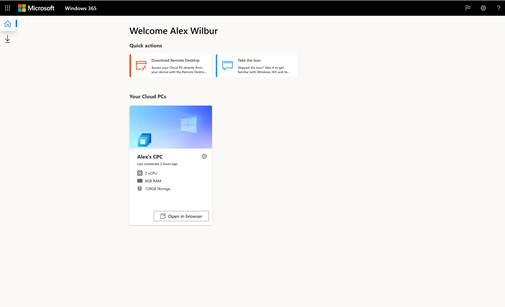 Microsoft Windows 365 ?
Welcome Alex Wilbur
Quick actions
Download Remote Desktop
Access your Cloud PC directly from
your device with the Remote Deskto...
Take the tour
Skipped the tour? Take it to get
familiar with Windows 365 and its...
Your Cloud PCs
Alex's CPC
Last connected 2 hours ago
2 vCPU
8GB RAM
128GB Storage
Open in browser